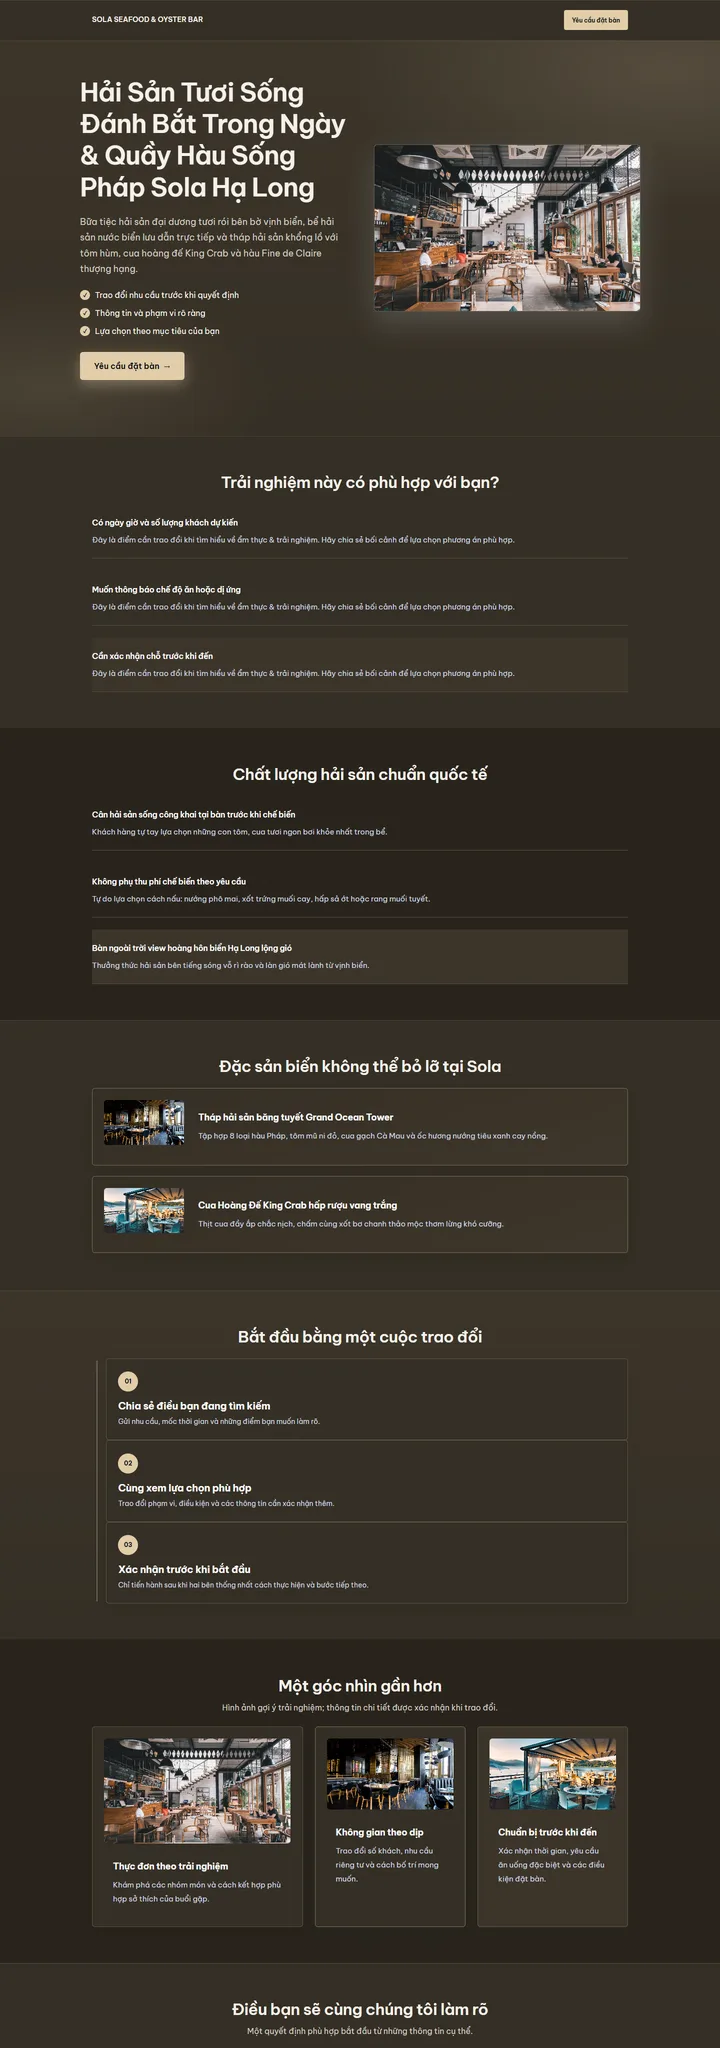 SOLA SEAFOOD & OYSTER BAR
Yêu cầu đặt bàn
Hải Sản Tươi Sống
Đánh Bắt Trong Ngày
& Quầy Hàu Sống
Pháp Sola Hạ Long
Bữa tiệc hải sản đại dương tươi rói bên bờ vịnh biển, bể hải
sản nước biển lưu dẫn trực tiếp và tháp hải sản khổng lồ với
tôm hùm, cua hoàng đế King Crab và hàu Fine de Claire
thượng hạng.
Trao đổi nhu cầu trước khi quyết định
Thông tin và phạm vi rõ ràng
Lựa chọn theo mục tiêu của bạn
Yêu cầu đặt bàn →
Trải nghiệm này có phù hợp với bạn?
Có ngày giờ và số lượng khách dự kiến
Đây là điểm cần trao đổi khi tìm hiểu về ẩm thực & trải nghiệm. Hãy chia sẻ bối cảnh để lựa chọn phương án phù hợp.
Muốn thông báo chế độ ăn hoặc dị ứng
Đây là điểm cần trao đổi khi tìm hiểu về ẩm thực & trải nghiệm. Hãy chia sẻ bối cảnh để lựa chọn phương án phù hợp.
Cần xác nhận chỗ trước khi đến
Đây là điểm cần trao đổi khi tìm hiểu về ẩm thực & trải nghiệm. Hãy chia sẻ bối cảnh để lựa chọn phương án phù hợp.
Chất lượng hải sản chuẩn quốc tế
Cân hải sản sống công khai tại bàn trước khi chế biến
Khách hàng tự tay lựa chọn những con tôm, cua tươi ngon bơi khỏe nhất trong bể.
Không phụ thu phí chế biến theo yêu cầu
Tự do lựa chọn cách nấu: nướng phô mai, xốt trứng muối cay, hấp sả ớt hoặc rang muối tuyết.
Bàn ngoài trời view hoàng hôn biển Hạ Long lộng gió
Thưởng thức hải sản bên tiếng sóng vỗ rì rào và làn gió mát lành từ vịnh biển.
Đặc sản biển không thể bỏ lỡ tại Sola
Tháp hải sản băng tuyết Grand Ocean Tower
Tập hợp 8 loại hàu Pháp, tôm mũ ni đỏ, cua gạch Cà Mau và ốc hương nướng tiêu xanh cay nồng.
Cua Hoàng Đế King Crab hấp rượu vang trắng
Thịt cua đầy ắp chắc nịch, chấm cùng xốt bơ chanh thảo mộc thơm lừng khó cưỡng.
Bắt đầu bằng một cuộc trao đổi
01
Chia sẻ điều bạn đang tìm kiếm
Gửi nhu cầu, mốc thời gian và những điểm bạn muốn làm rõ.
02
Cùng xem lựa chọn phù hợp
Trao đổi phạm vi, điều kiện và các thông tin cần xác nhận thêm.
03
Xác nhận trước khi bắt đầu
Chỉ tiến hành sau khi hai bên thống nhất cách thực hiện và bước tiếp theo.
Một góc nhìn gần hơn
Hình ảnh gợi ý trải nghiệm; thông tin chi tiết được xác nhận khi trao đổi.
Thực đơn theo trải nghiệm
Khám phá các nhóm món và cách kết hợp phù
hợp sở thích của buổi gặp.
Không gian theo dịp
Trao đổi số khách, nhu cầu
riêng tư và cách bố trí mong
muốn.
Chuẩn bị trước khi đến
Xác nhận thời gian, yêu cầu
ăn uống đặc biệt và các điều
kiện đặt bàn.
Điều bạn sẽ cùng chúng tôi làm rõ
Một quyết định phù hợp bắt đầu từ những thông tin cụ thể.